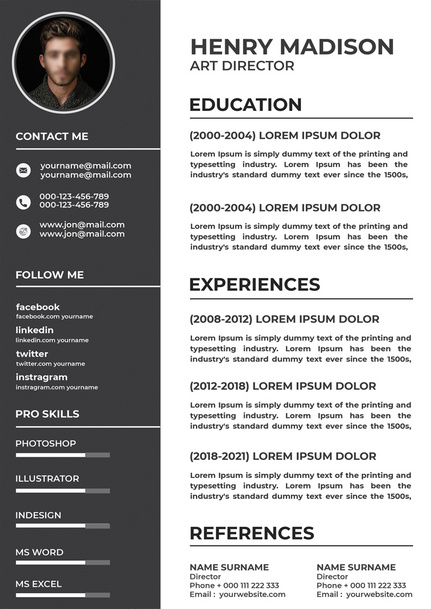 CONTACT ME
yourname@mail.com
yourname@mail.com
000-123-456-789
000-123-456-789
www.jon@mail.com
www.jon@mail.com
FOLLOW ME
facebook
facebook.com yourname
linkedin
linkedin.com yourname
twitter
twitter.com yourname
instragram
instragram.com yourname
PRO SKILLS
PHOTOSHOP
ILLUSTRATOR
INDESIGN
MS WORD
MS EXCEL
HENRY MADISON
ART DIRECTOR
EDUCATION
(2000-2004) LOREM IPSUM DOLOR
Lorem Ipsum is simply dummy text of the printing and
typesetting industry. Lorem Ipsum has been the
industry's standard dummy text ever since the 1500s,
(2000-2004) LOREM IPSUM DOLOR
Lorem Ipsum is simply dummy text of the printing and
typesetting industry. Lorem Ipsum has been the
industry's standard dummy text ever since the 1500s,
EXPERIENCES
(2008-2012) LOREM IPSUM DOLOR
Lorem Ipsum is simply dummy text of the printing and
typesetting industry. Lorem Ipsum has been the
industry's standard dummy text ever since the 1500s,
(2012-2018) LOREM IPSUM DOLOR
Lorem Ipsum is simply dummy text of the printing and
typesetting industry. Lorem Ipsum has been the
industry's standard dummy text ever since the 1500s,
(2018-2021) LOREM IPSUM DOLOR
Lorem Ipsum is simply dummy text of the printing and
typesetting industry. Lorem Ipsum has been the
industry's standard dummy text ever since the 1500s,
REFERENCES
NAME SURNAME
Director
Phone + 000 111 222 333
Email : yourwebsite.com
NAME SURNAME
Director
Phone + 000 111 222 333
Email : yourwebsite.com